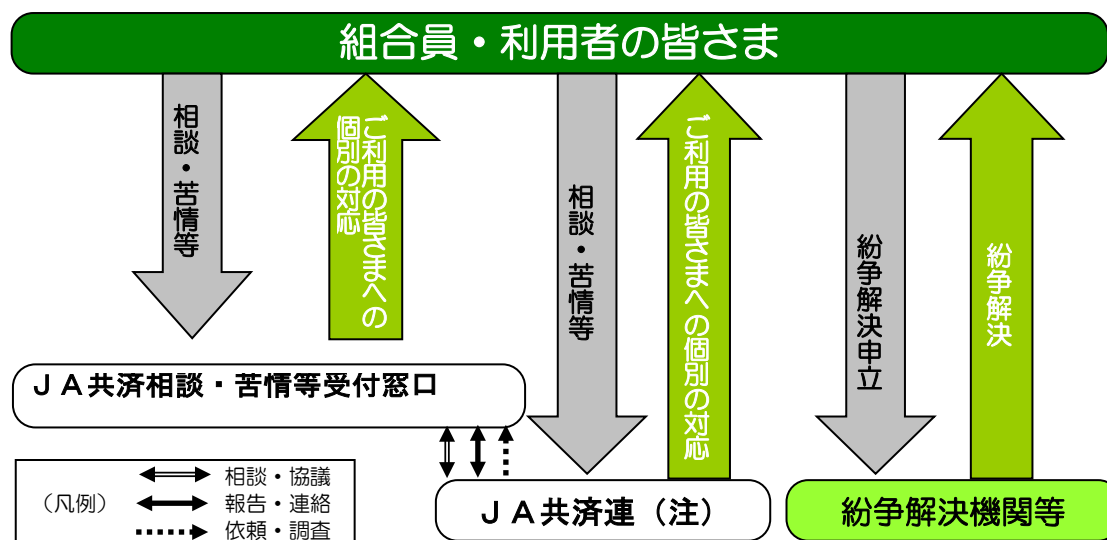 組合員・利用者の皆さま
相談・苦情等
ご利用の皆さまへの
個別の対応
相談・苦情等
ご利用の皆さまへの個別の対応
紛争解決申立
紛争解決
ＪＡ共済相談・苦情等受付窓口
（凡例）
相談・協議
報告・連絡
依頼・調査
ＪＡ共済連（注）
紛争解決機関等